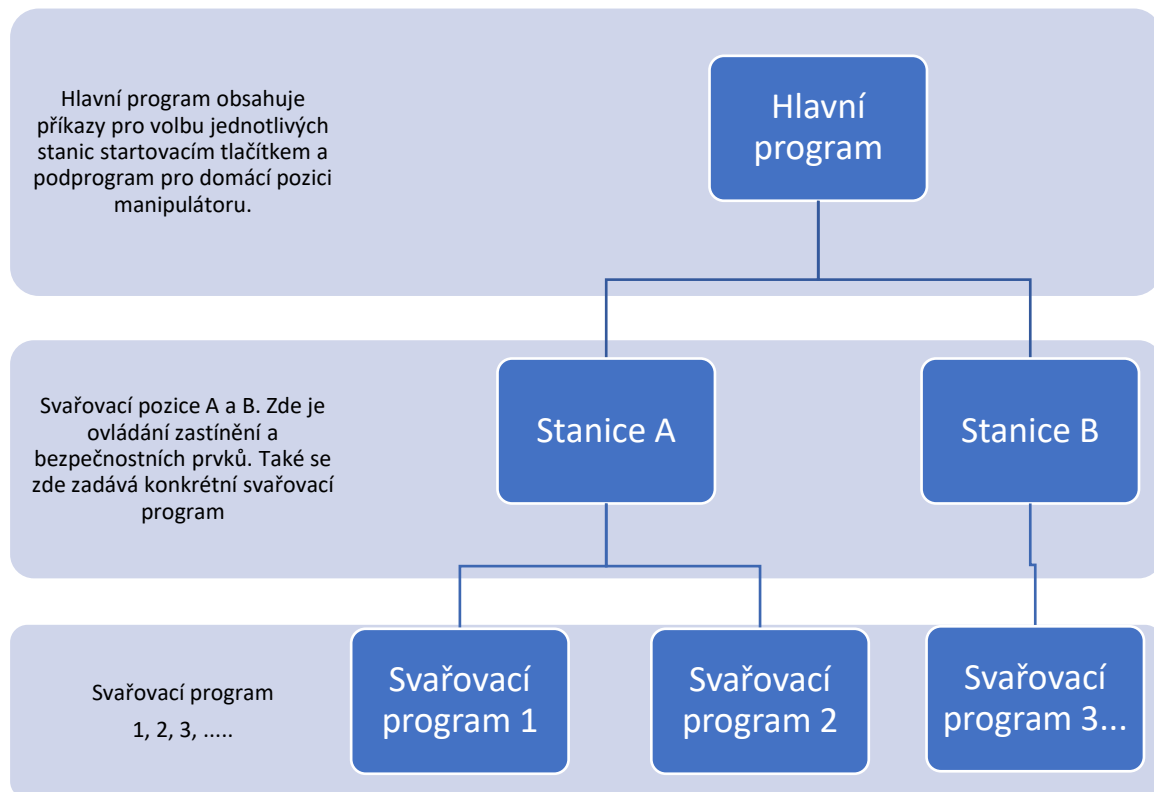 Hlavní program obsahuje
příkazy pro volbu jednotlivých
stanic startovacím tlačítkem a
podprogram pro domácí pozici
manipulátoru.
Hlavní
program
Svařovací pozice A a B. Zde je
ovládání zastínění a
bezpečnostních prvků. Také se
zde zadává konkrétní svařovací
program
Stanice A
Stanice B
Svařovací program
1, 2, 3, .....
Svařovací
program 1
Svařovací
program 2
Svařovací
program 3...